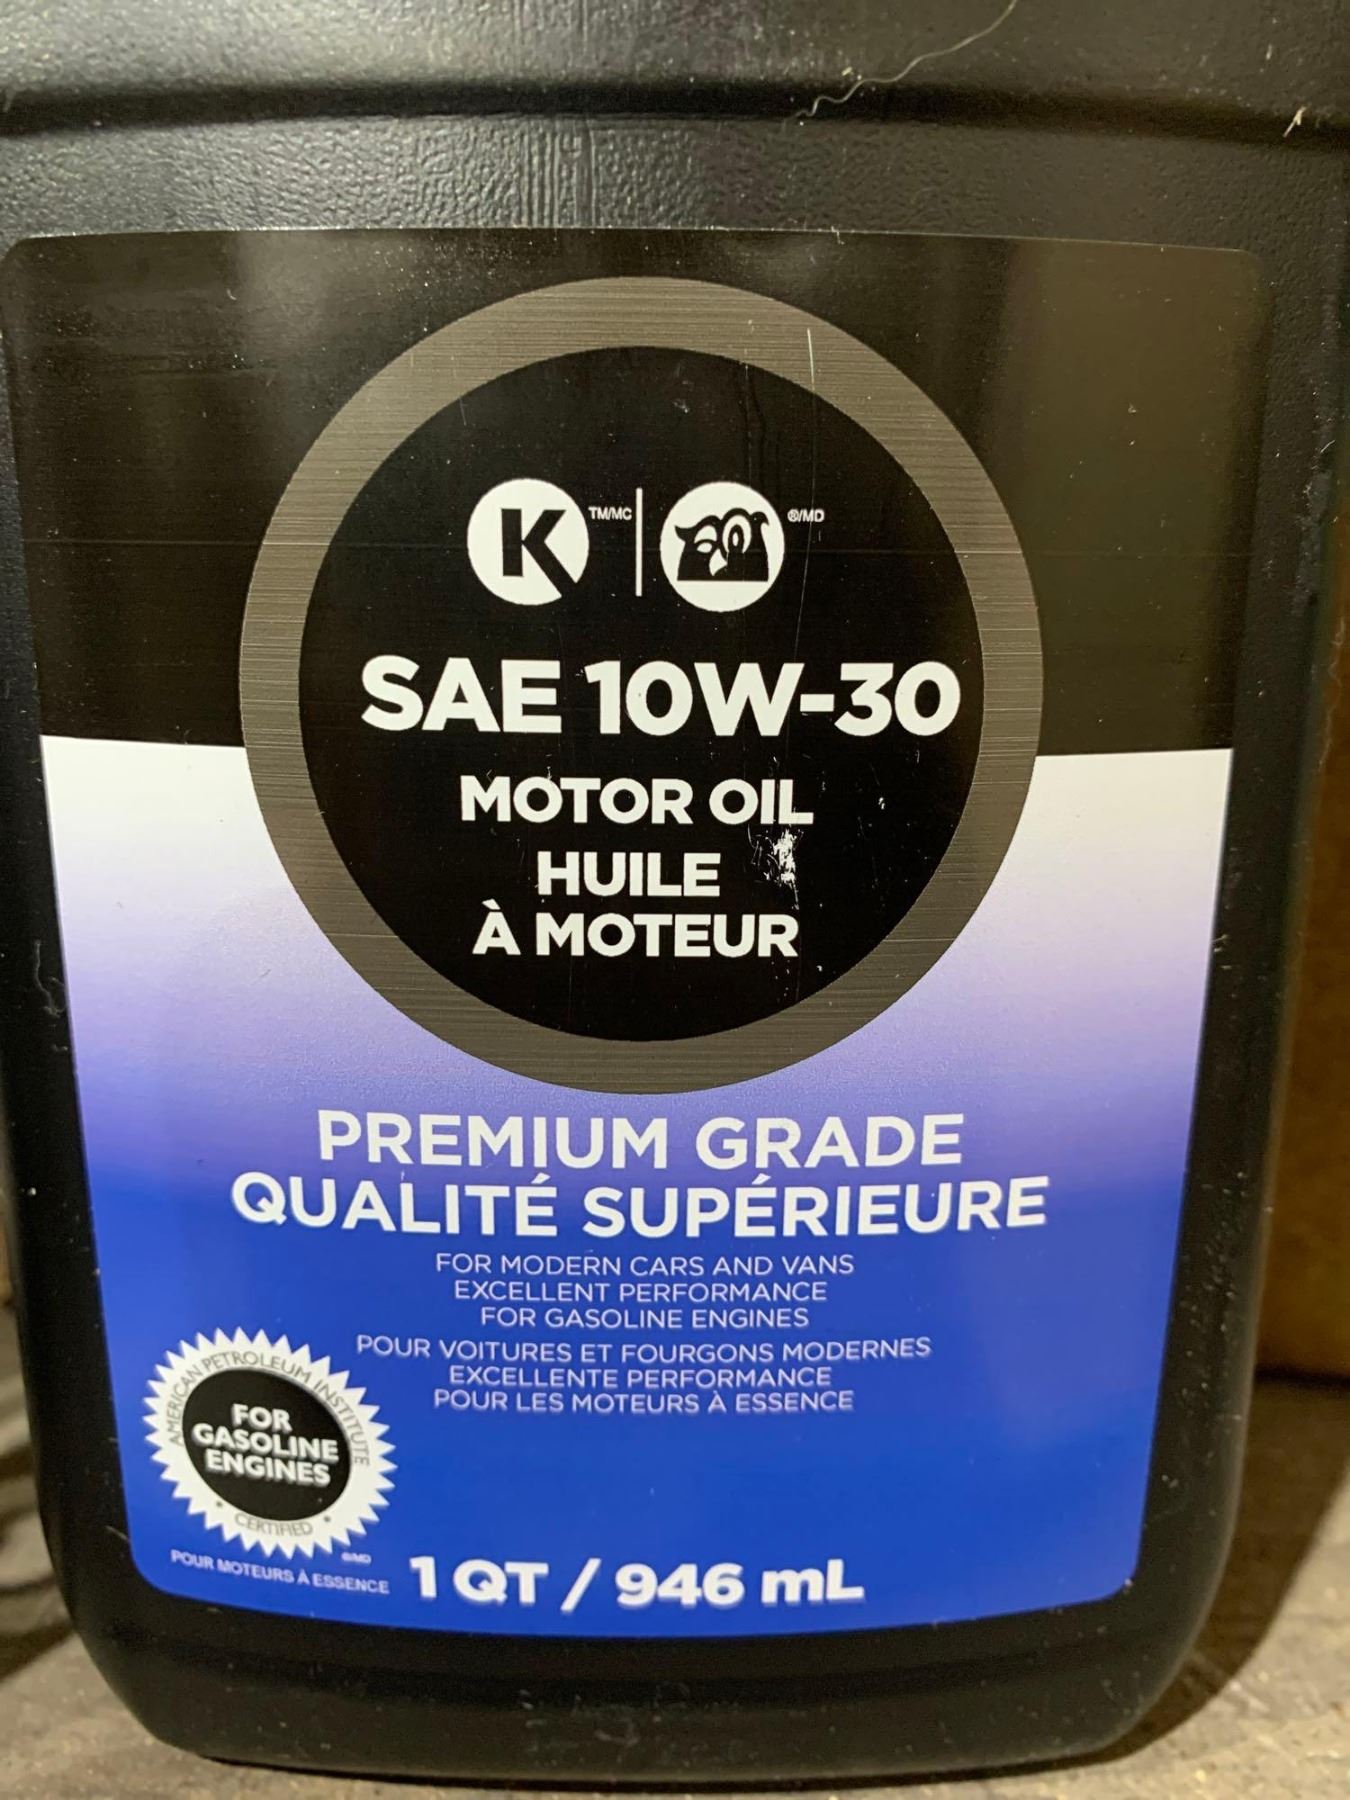 K TM/MC ®/MD
SAE 10W-30
MOTOR OIL
HUILE
À MOTEUR
PREMIUM GRADE
QUALITÉ SUPÉRIEURE
FOR MODERN CARS AND VANS
EXCELLENT PERFORMANCE
FOR GASOLINE ENGINES
POUR VOITURES ET FOURGONS MODERNES
EXCELLENTE PERFORMANCE
POUR LES MOTEURS À ESSENCE
AMERICAN PETROLEUM INSTITUTE
FOR
GASOLINE
ENGINES
CERTIFIED
®/MD
POUR MOTEURS À ESSENCE
1 QT / 946 mL